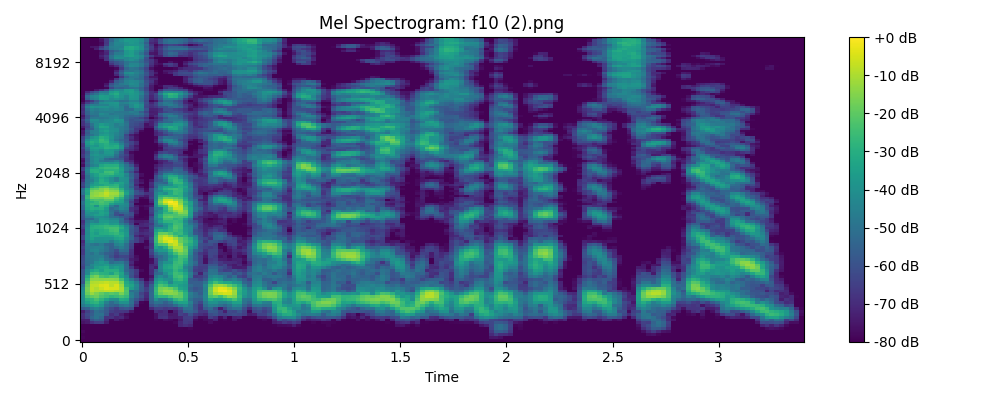 Mel Spectrogram: f10 (2).png
Hz
8192
4096
2048
1024
512
0
0
0.5
1
1.5
2
2.5
3
Time
+0 dB
-10 dB
-20 dB
-30 dB
-40 dB
-50 dB
-60 dB
-70 dB
-80 dB